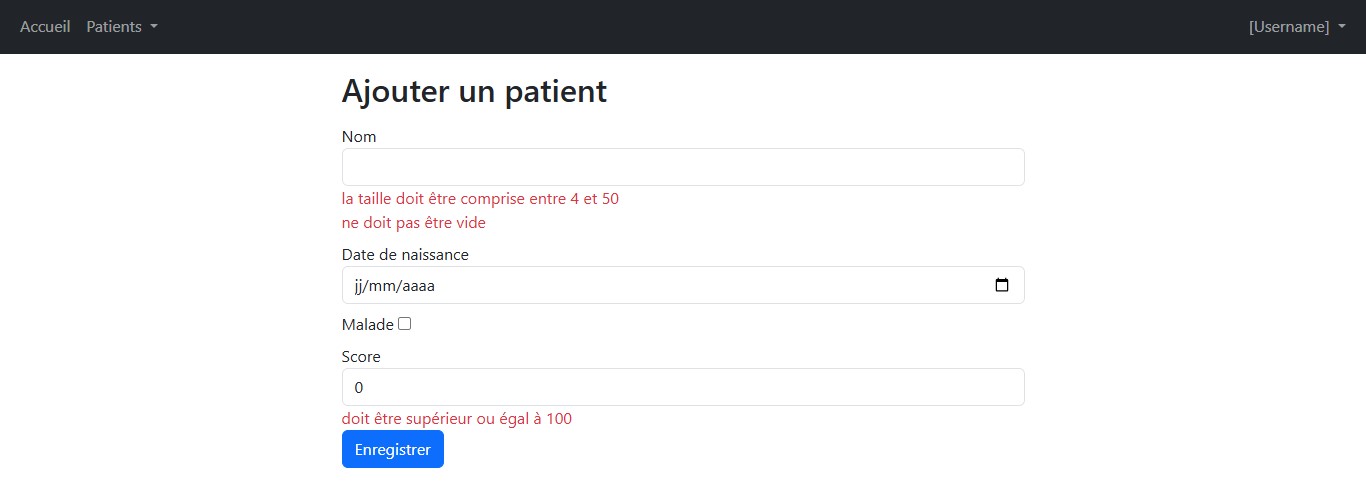 Accueil Patients [Username]
Ajouter un patient
Nom
la taille doit être comprise entre 4 et 50
ne doit pas être vide
Date de naissance
jj/mm/aaaa
Malade
Score
0
doit être supérieur ou égal à 100
Enregistrer